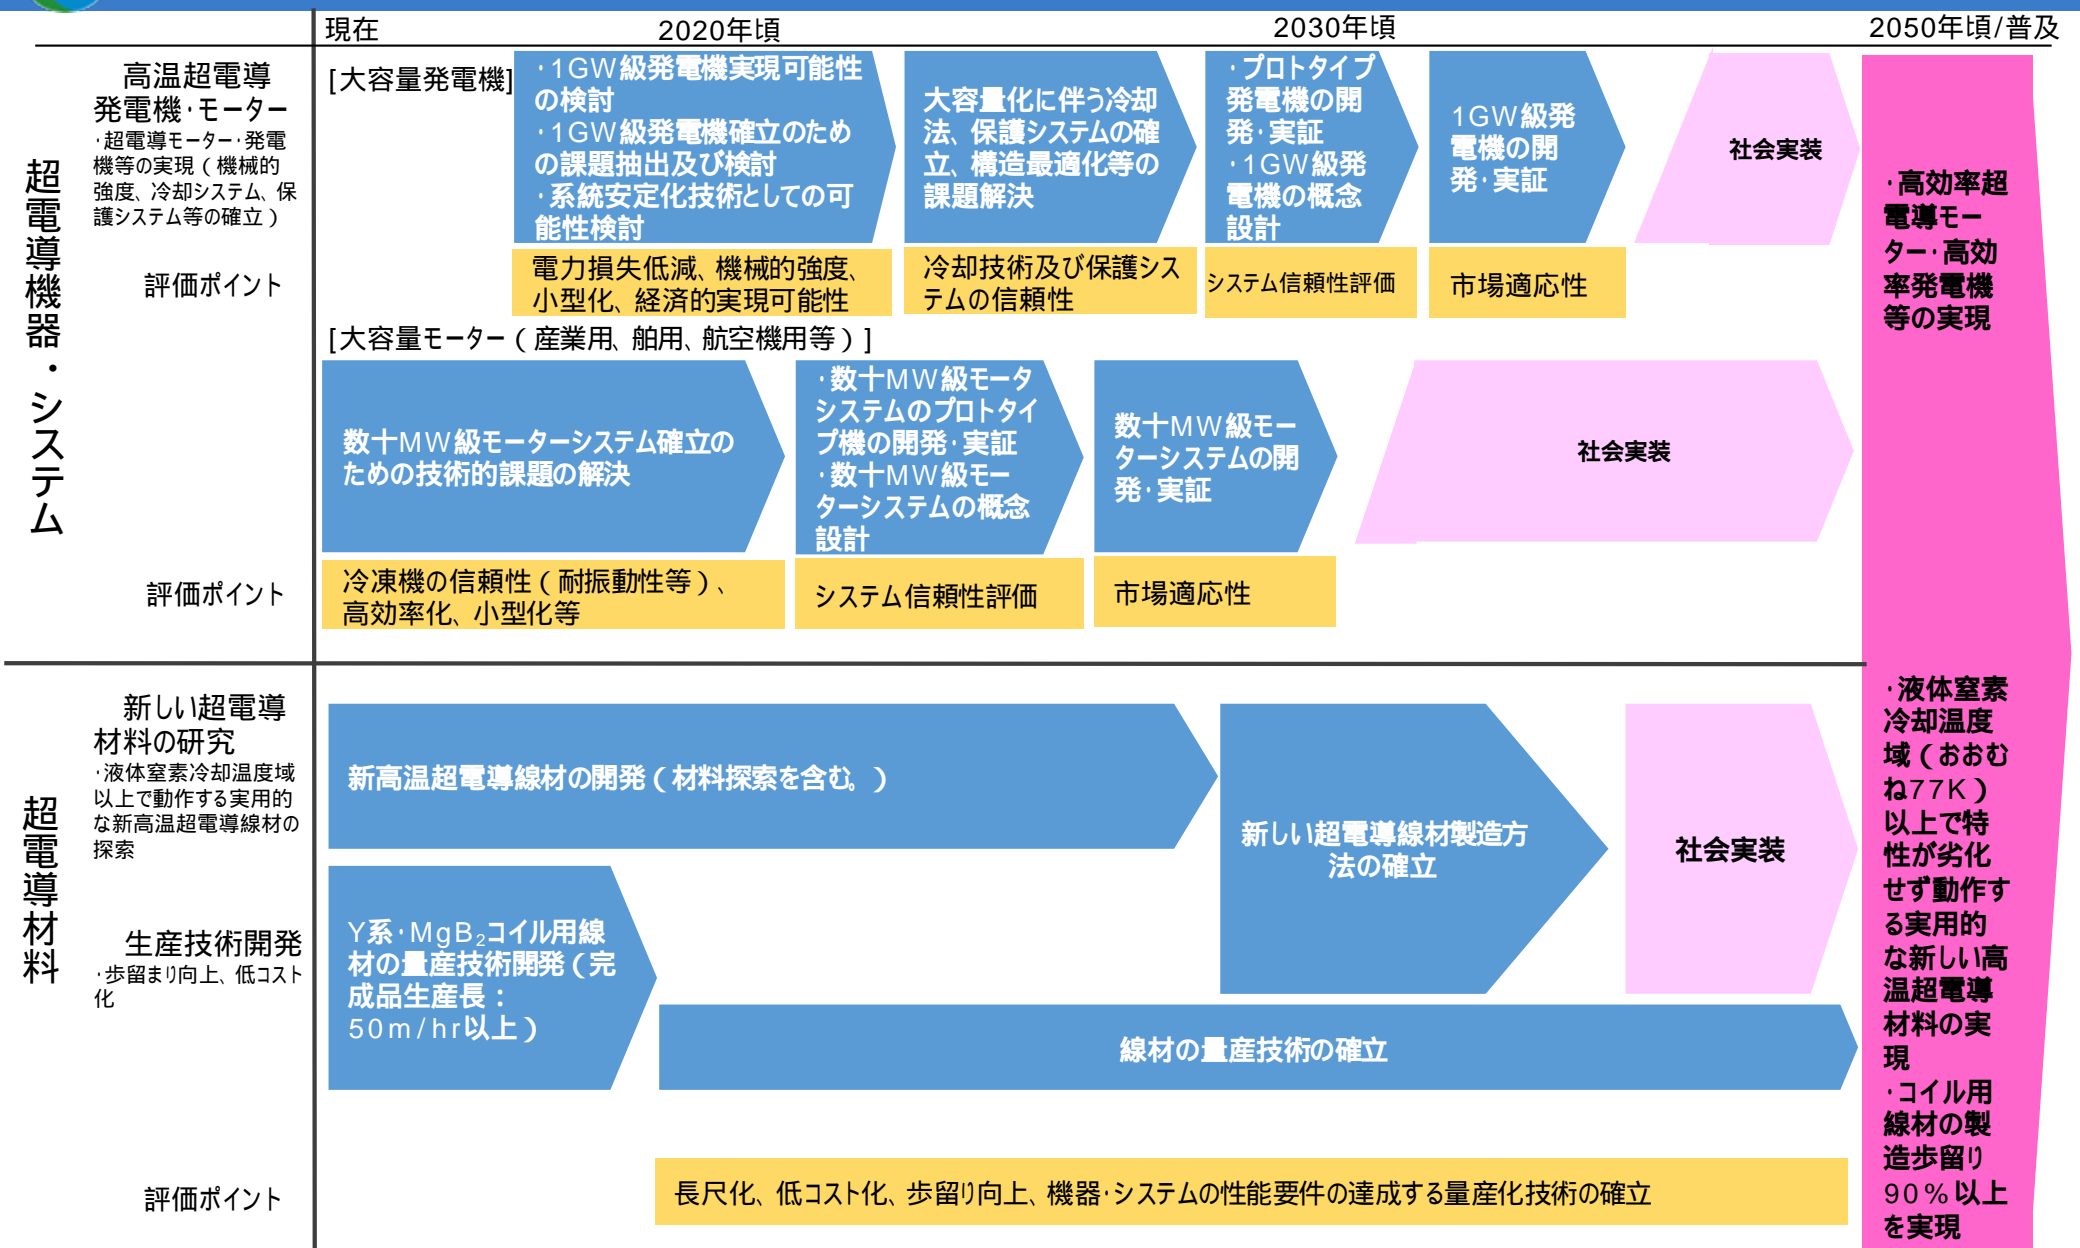 現在
2020年頃
2030年頃
2050年頃/普及
超電導機器・システム
高温超電導
発電機・モーター
・超電導モーター・発電
機等の実現（機械的
強度、冷却システム、保
護システム等の確立）
評価ポイント
[大容量発電機]
・1GW級発電機実現可能性
の検討
・1GW級発電機確立のため
の課題抽出及び検討
・系統安定化技術としての可
能性検討
大容量化に伴う冷却
法、保護システムの確
立、構造最適化等の
課題解決
・プロトタイプ
発電機の開
発・実証
・1GW級発
電機の概念
設計
1GW級発
電機の開
発・実証
社会実装
電力損失低減、機械的強度、
小型化、経済的実現可能性
冷却技術及び保護シス
テムの信頼性
システム信頼性評価
市場適応性
[大容量モーター（産業用、舶用、航空機用等）]
数十MW級モーターシステム確立の
ための技術的課題の解決
・数十MW級モータ
システムのプロトタイ
プ機の開発・実証
・数十MW級モー
ターシステムの概念
設計
数十MW級モー
ターシステムの開
発・実証
社会実装
評価ポイント
冷凍機の信頼性（耐振動性等）、
高効率化、小型化等
システム信頼性評価
市場適応性
・高効率超
電導モー
ター・高効
率発電機
等の実現
超電導材料
新しい超電導
材料の研究
・液体窒素冷却温度域
以上で動作する実用的
な新高温超電導線材の
探索
生産技術開発
・歩留まり向上、低コスト
化
評価ポイント
新高温超電導線材の開発（材料探索を含む。）
新しい超電導線材製造方
法の確立
社会実装
Y系・MgB₂コイル用線
材の量産技術開発（完
成品生産長：
50m/hr以上）
線材の量産技術の確立
長尺化、低コスト化、歩留り向上、機器・システムの性能要件の達成する量産化技術の確立
・液体窒素
冷却温度
域（おおむ
ね77K）
以上で特
性が劣化
せず動作す
る実用的
な新しい高
温超電導
材料の実
現
・コイル用
線材の製
造歩留り
90%以上
を実現